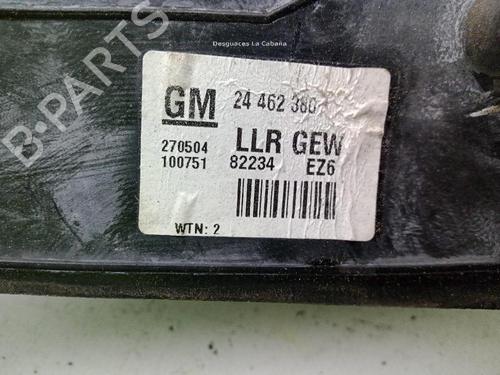 B-PARTS
Desguaces La Cabaña
GM 24 462 380
270504 LLR GEW
100751 82234 EZ6
WTN: 2